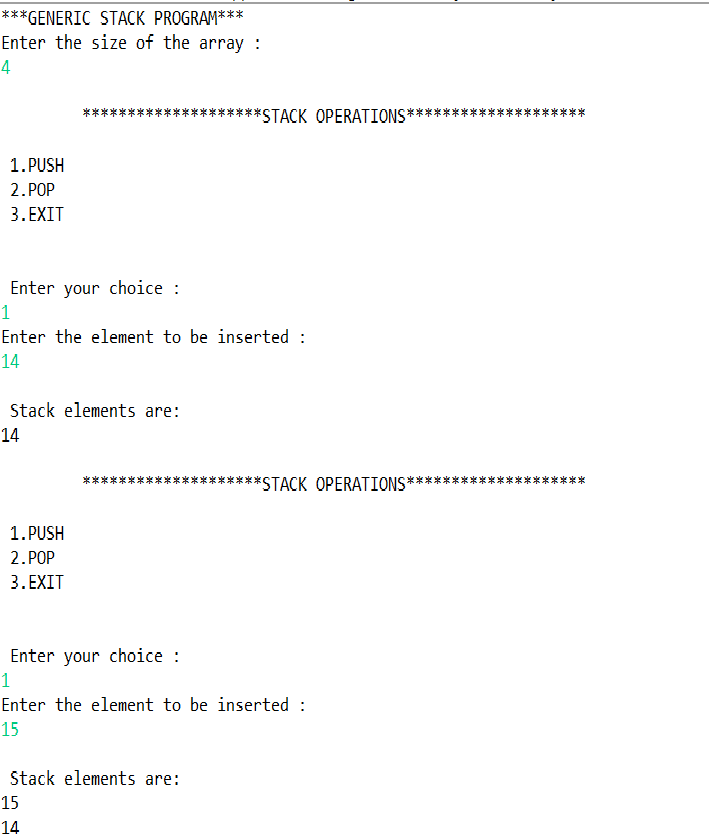 ***GENERIC STACK PROGRAM***
Enter the size of the array :
4
********************STACK OPERATIONS********************
1.PUSH
2.POP
3.EXIT
Enter your choice :
1
Enter the element to be inserted :
14
Stack elements are:
14
********************STACK OPERATIONS********************
1.PUSH
2.POP
3.EXIT
Enter your choice :
1
Enter the element to be inserted :
15
Stack elements are:
15
14